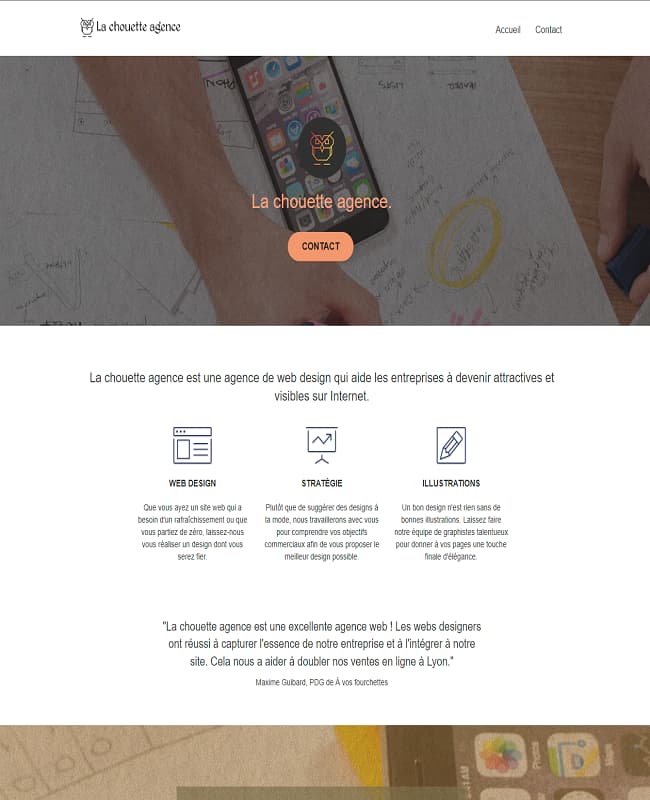 La chouette agence
Accueil Contact
LISTS
La chouette agence.
CONTACT
La chouette agence est une agence de web design qui aide les entreprises à devenir attractives et
visibles sur Internet.
WEB DESIGN
Que vous ayez un site web qui a
besoin d'un rafraîchissement ou que
vous partiez de zéro, laissez-nous
vous réaliser un design dont vous
serez fier.
STRATÉGIE
Plutôt que de suggérer des designs à
la mode, nous travaillerons avec vous
pour comprendre vos objectifs
commerciaux afin de vous proposer le
meilleur design possible.
ILLUSTRATIONS
Un bon design n'est rien sans de
bonnes illustrations. Laissez faire
notre équipe de graphistes talentueux
pour donner à vos pages une touche
finale d'élégance.
"La chouette agence est une excellente agence web ! Les webs designers
ont réussi à capturer l'essence de notre entreprise et à l'intégrer à notre
site. Cela nous a aider à doubler nos ventes en ligne à Lyon."
Maxime Guibard, PDG de À vos fourchettes
Photos
Maps